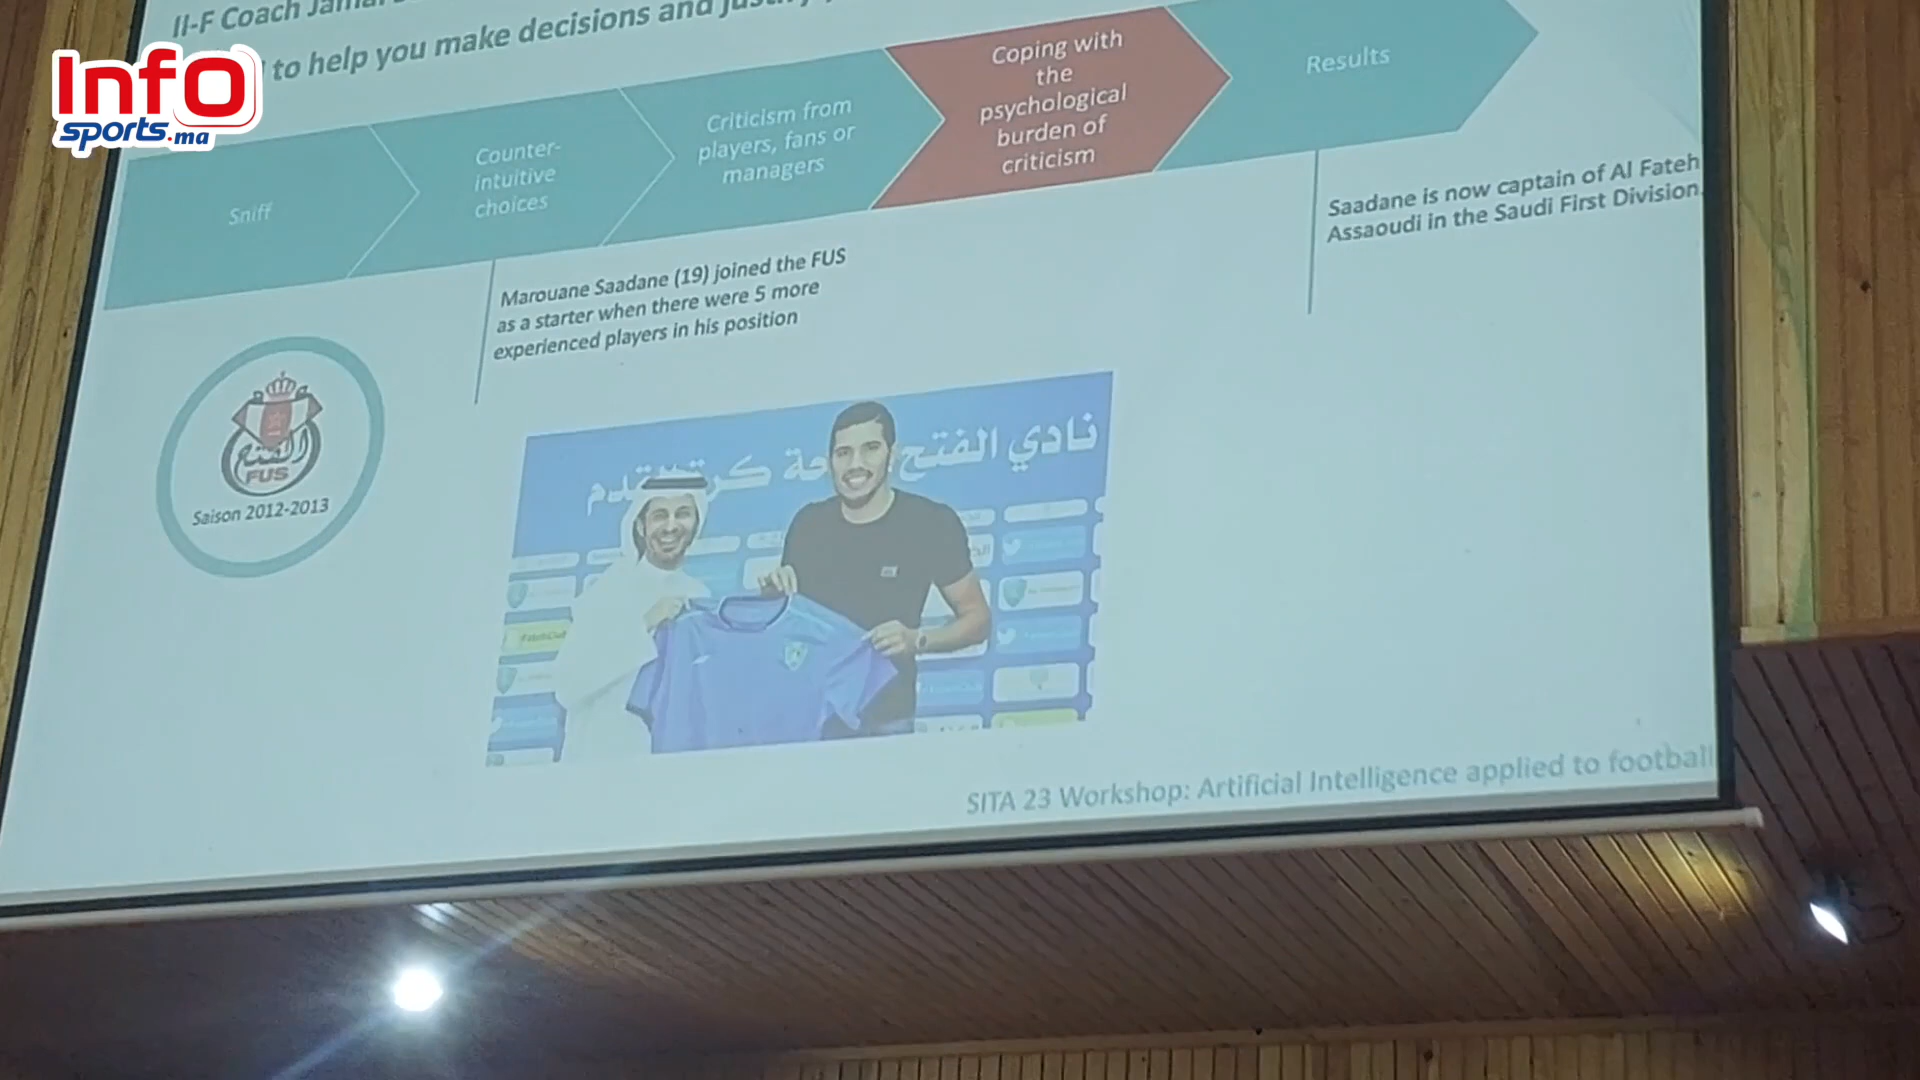 II-F Coach
to help you make decisions and
Info
sports.ma
Sniff
Counter-
intuitive
choices
Criticism from
players, fans or
managers
Coping with
the
psychological
burden of
criticism
Results
Marouane Saadane (19) joined the FUS
as a starter when there were 5 more
experienced players in his position
Saadane is now captain of Al Fateh
Assaoudi in the Saudi First Division.
الفتح
FUS
Saison 2012-2013
نادي الفتح
SITA 23 Workshop: Artificial Intelligence applied to football